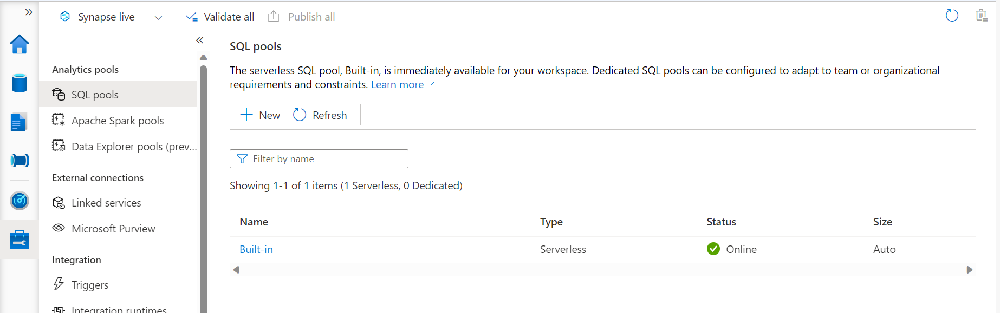 Synapse live
Validate all
Publish all
Analytics pools
SQL pools
Apache Spark pools
Data Explorer pools (prev...
External connections
Linked services
Microsoft Purview
Integration
Triggers
Integration runtimes
SQL pools
The serverless SQL pool, Built-in, is immediately available for your workspace. Dedicated SQL pools can be configured to adapt to team or organizational
requirements and constraints. Learn more
New
Refresh
Filter by name
Showing 1-1 of 1 items (1 Serverless, 0 Dedicated)
Name Type Status Size
Built-in Serverless Online Auto